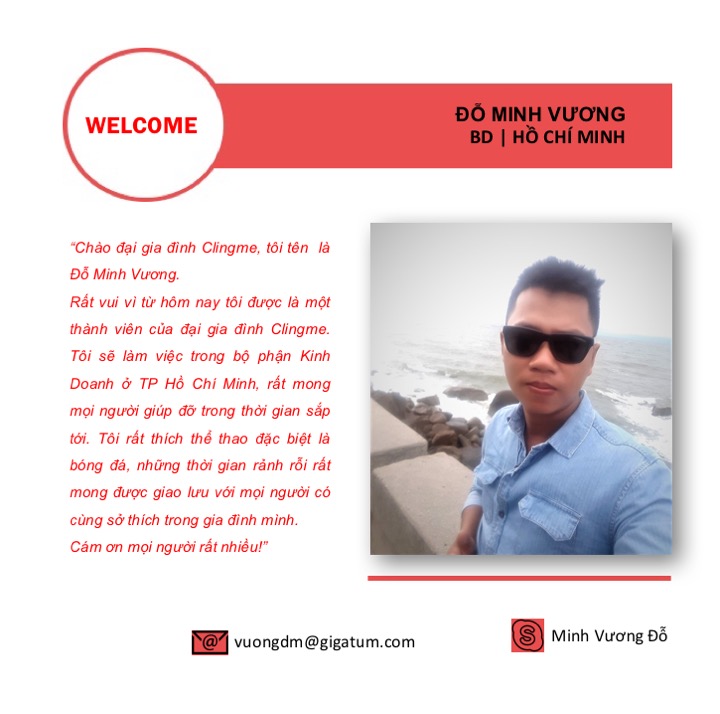 WELCOME
ĐỖ MINH VƯƠNG
BD | HỒ CHÍ MINH
“Chào đại gia đình Clingme, tôi tên là
Đỗ Minh Vương.
Rất vui vì từ hôm nay tôi được là một
thành viên của đại gia đình Clingme.
Tôi sẽ làm việc trong bộ phận Kinh
Doanh ở TP Hồ Chí Minh, rất mong
mọi người giúp đỡ trong thời gian sắp
tới. Tôi rất thích thể thao đặc biệt là
bóng đá, những thời gian rảnh rỗi rất
mong được giao lưu với mọi người có
cùng sở thích trong gia đình mình.
Cám ơn mọi người rất nhiều!”
@ vuongdm@gigatum.com
S Minh Vương Đỗ